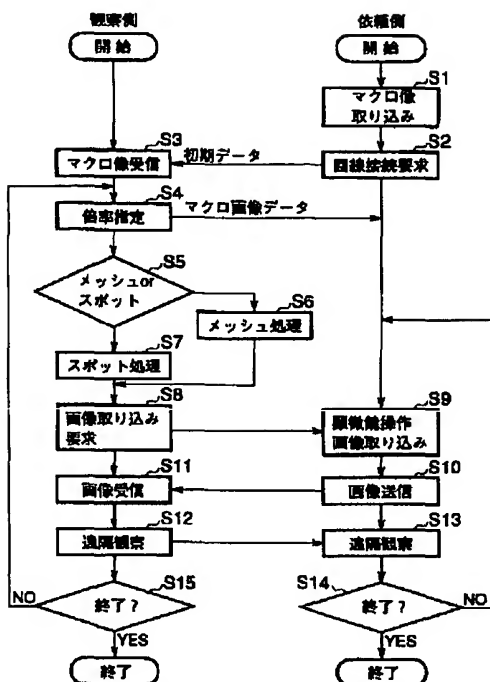 観察側
依頼側
開始
開始
S1
マクロ像
取り込み
S3
S2
マクロ像受信
初期データ
回線接続要求
S4
倍率指定
マクロ画像データ
S5
メッシュor
スポット
S6
メッシュ処理
S7
スポット処理
S8
画像取り込み
要求
S9
顕微鏡操作
画像取り込み
S11
画像受信
S10
画像送信
S12
遠隔観察
S13
遠隔観察
S15
NO
終了?
YES
終了
S14
終了?
NO
YES
終了